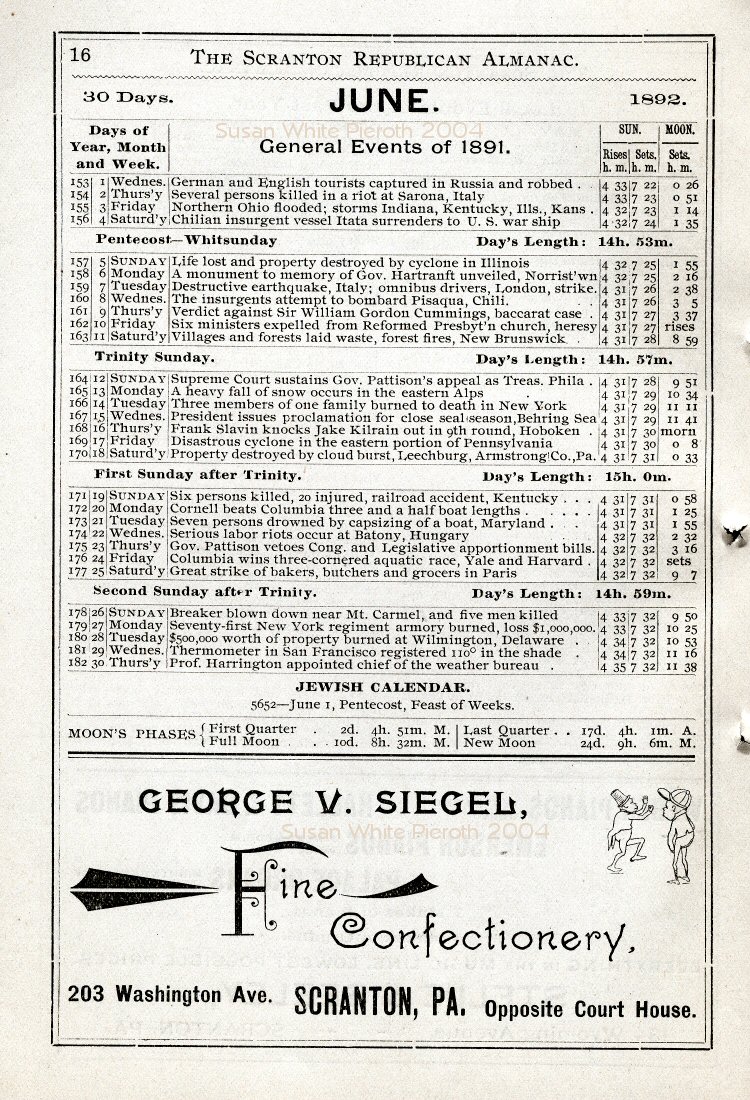 16 THE SCRANTON REPUBLICAN ALMANAC.
30 Days. JUNE. 1892.
Susan White Pieroth 2004
Days of Year, Month and Week. General Events of 1891. SUN. MOON.
Rises h. m. Sets. h. m. Sets. h. m.
153 1 Wednes. German and English tourists captured in Russia and robbed . 4 33 7 22 0 26
154 2 Thurs'y Several persons killed in a riot at Sarona, Italy 4 33 7 23 0 51
155 3 Friday Northern Ohio flooded; storms Indiana, Kentucky, Ills., Kans . 4 32 7 23 1 14
156 4 Saturd'y Chilian insurgent vessel Itata surrenders to U. S. war ship 4 32 7 24 1 35
Pentecost—Whitsunday Day's Length: 14h. 53m.
157 5 SUNDAY Life lost and property destroyed by cyclone in Illinois 4 32 7 25 1 55
158 6 Monday A monument to memory of Gov. Hartranft unveiled, Norrist'wn 4 32 7 25 2 16
159 7 Tuesday Destructive earthquake, Italy; omnibus drivers, London, strike. 4 31 7 26 2 38
160 8 Wednes. The insurgents attempt to bombard Pisaqua, Chili. . 4 31 7 26 3 5
161 9 Thurs'y Verdict against Sir William Gordon Cummings, baccarat case . 4 31 7 27 3 37
162 10 Friday Six ministers expelled from Reformed Presbyt'n church, heresy 4 31 7 27 rises
163 11 Saturd'y Villages and forests laid waste, forest fires, New Brunswick . 4 31 7 28 8 59
Trinity Sunday. Day's Length: 14h. 57m.
164 12 SUNDAY Supreme Court sustains Gov. Pattison's appeal as Treas. Phila . 4 31 7 28 9 51
165 13 Monday A heavy fall of snow occurs in the eastern Alps . 4 31 7 29 10 34
166 14 Tuesday Three members of one family burned to death in New York 4 31 7 29 11 11
167 15 Wednes. President issues proclamation for close seal season, Behring Sea 4 31 7 29 11 41
168 16 Thurs'y Frank Slavin knocks Jake Kilrain out in 9th round, Hoboken . 4 31 7 30 morn
169 17 Friday Disastrous cyclone in the eastern portion of Pennsylvania 4 31 7 30 0 8
170 18 Saturd'y Property destroyed by cloud burst, Leechburg, Armstrong Co., Pa. 4 31 7 31 0 33
First Sunday after Trinity. Day's Length: 15h. 0m.
171 19 SUNDAY Six persons killed, 20 injured, railroad accident, Kentucky . . . 4 31 7 31 0 58
172 20 Monday Cornell beats Columbia three and a half boat lengths . . . . . 4 31 7 31 1 25
173 21 Tuesday Seven persons drowned by capsizing of a boat, Maryland . . 4 31 7 31 1 55
174 22 Wednes. Serious labor riots occur at Batony, Hungary 4 32 7 32 2 32
175 23 Thurs'y Gov. Pattison vetoes Cong. and Legislative apportionment bills. 4 32 7 32 3 16
176 24 Friday Columbia wins three-cornered aquatic race, Yale and Harvard . 4 32 7 32 sets
177 25 Saturd'y Great strike of bakers, butchers and grocers in Paris 4 32 7 32 9 7
Second Sunday after Trinity. Day's Length: 14h. 59m.
178 26 SUNDAY Breaker blown down near Mt. Carmel, and five men killed 4 33 7 32 9 50
179 27 Monday Seventy-first New York regiment armory burned, loss $1,000,000. 4 33 7 32 10 25
180 28 Tuesday $500,000 worth of property burned at Wilmington, Delaware . 4 34 7 32 10 53
181 29 Wednes. Thermometer in San Francisco registered 110° in the shade . 4 34 7 32 11 16
182 30 Thurs'y Prof. Harrington appointed chief of the weather bureau . 4 35 7 32 11 38
JEWISH CALENDAR.
5652—June 1, Pentecost, Feast of Weeks.
MOON'S PHASES { First Quarter . 2d. 4h. 51m. M. | Last Quarter . . 17d. 4h. 1m. A.
{ Full Moon . . 10d. 8h. 32m. M. | New Moon 24d. 9h. 6m. M.
GEORGE V. SIEGEL,
Susan White Pieroth 2004
Fine
Confectionery,
203 Washington Ave. SCRANTON, PA. Opposite Court House.